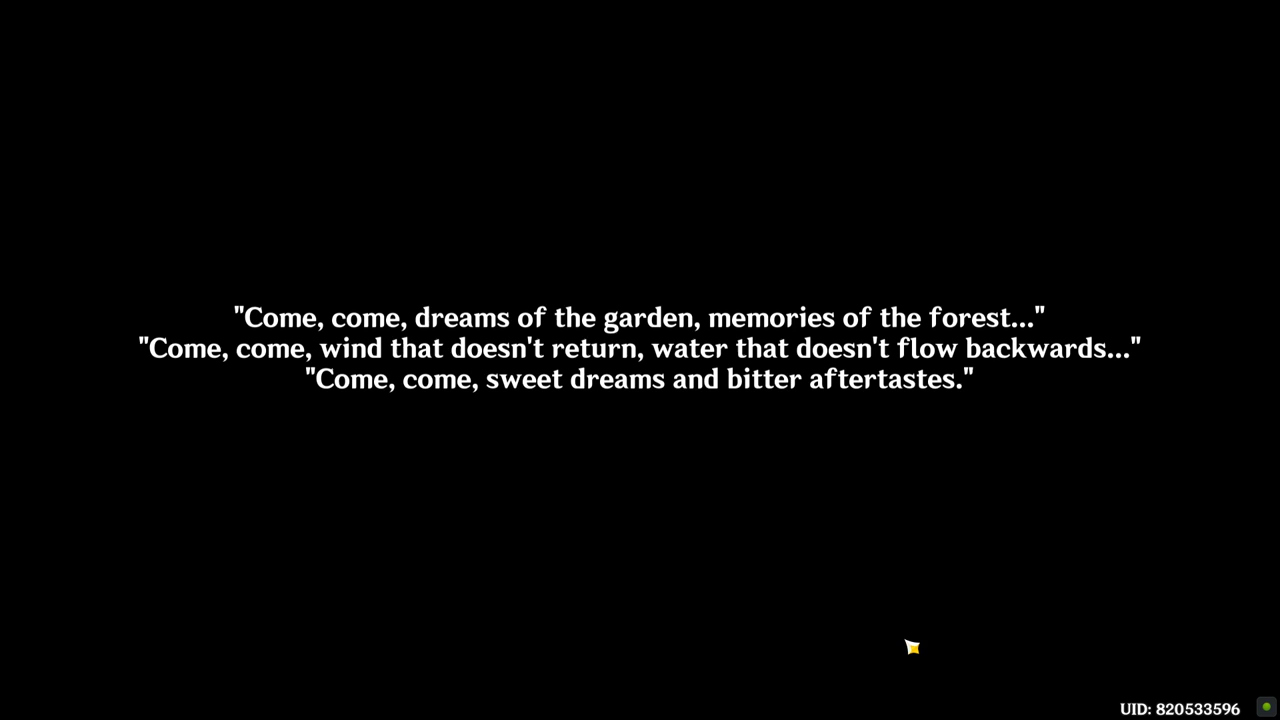 "Come, come, dreams of the garden, memories of the forest..."
"Come, come, wind that doesn't return, water that doesn't flow backwards..."
"Come, come, sweet dreams and bitter aftertastes."
UID: 820533596